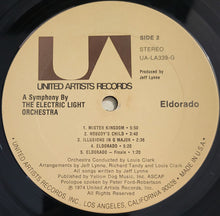 UA
UNITED ARTISTS RECORDS
SIDE 2
STEREO
UA-LA339-G
Produced by
Jeff Lynne
A Symphony By
THE ELECTRIC LIGHT
ORCHESTRA
Eldorado
1. MISTER KINGDOM • 5:50
2. NOBODY'S CHILD • 3:40
3. ILLUSIONS IN G MAJOR • 2:36
4. ELDORADO • 5:20
5. ELDORADO — Finale • 1:20
Orchestra Conducted by Louis Clark
Arrangements by Jeff Lynne, Richard Tandy and Louis Clark
All songs written by Jeff Lynne
Published by Yellow Dog Music, Inc. ASCAP
Prologue spoken by Peter Ford-Robertson
© 1974 United Artists Records, Inc.
UNITED ARTISTS RECORDS, INC. LOS ANGELES, CALIFORNIA 90028 • MADE IN U.S.A.